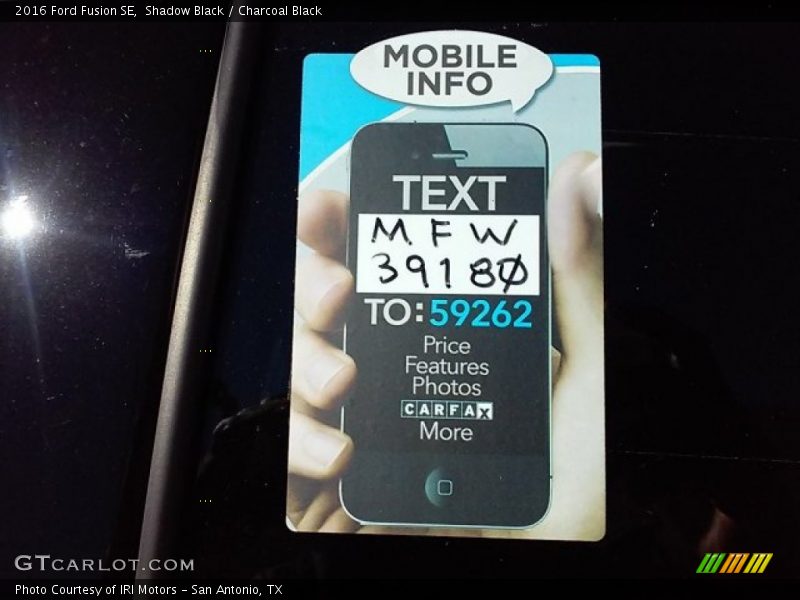 2016 Ford Fusion SE, Shadow Black / Charcoal Black
MOBILE
INFO
TEXT
MFW
39180
TO: 59262
Price
Features
Photos
CARFAX
More
GTCARLOT.COM
Photo Courtesy of IRI Motors - San Antonio, TX